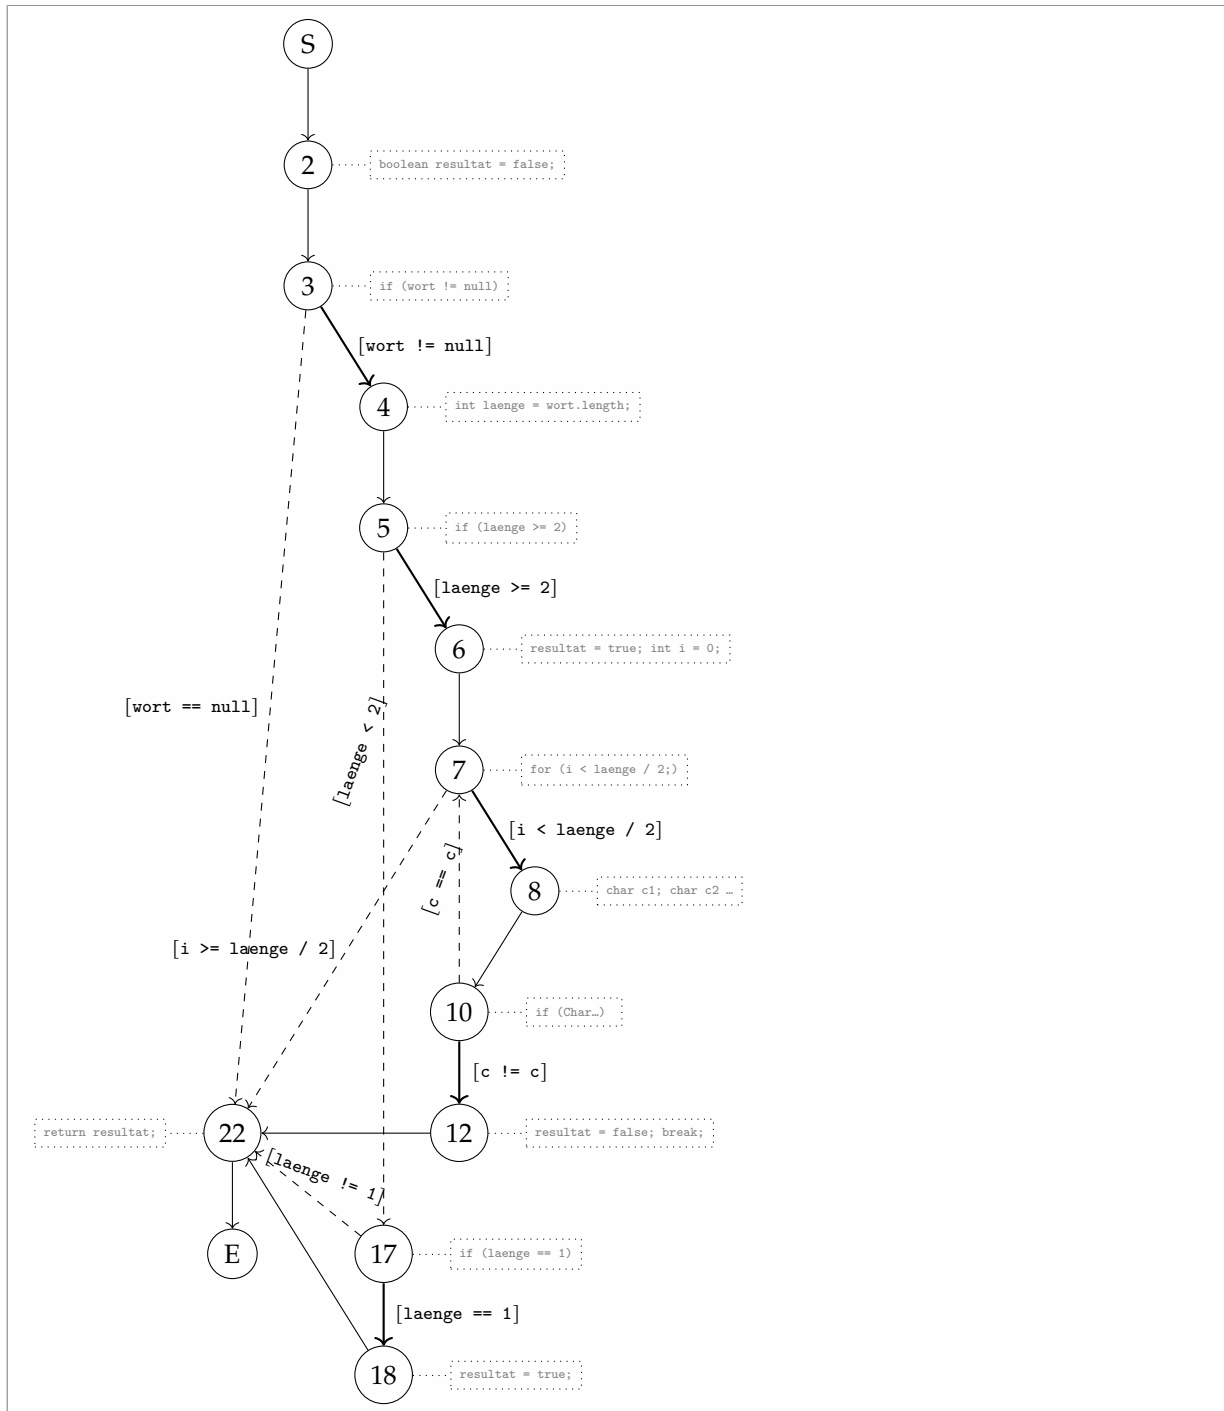 S
2
boolean resultat = false;
3
if (wort != null)
[wort != null]
4
int laenge = wort.length;
5
if (laenge >= 2)
[laenge >= 2]
6
resultat = true; int i = 0;
[wort == null]
[laenge < 2]
7
for (i < laenge / 2;)
[i < laenge / 2]
[c == c]
8
char c1; char c2 …
[i >= laenge / 2]
10
if (Char…)
[c != c]
return resultat;
22
12
resultat = false; break;
[laenge != 1]
E
17
if (laenge == 1)
[laenge == 1]
18
resultat = true;